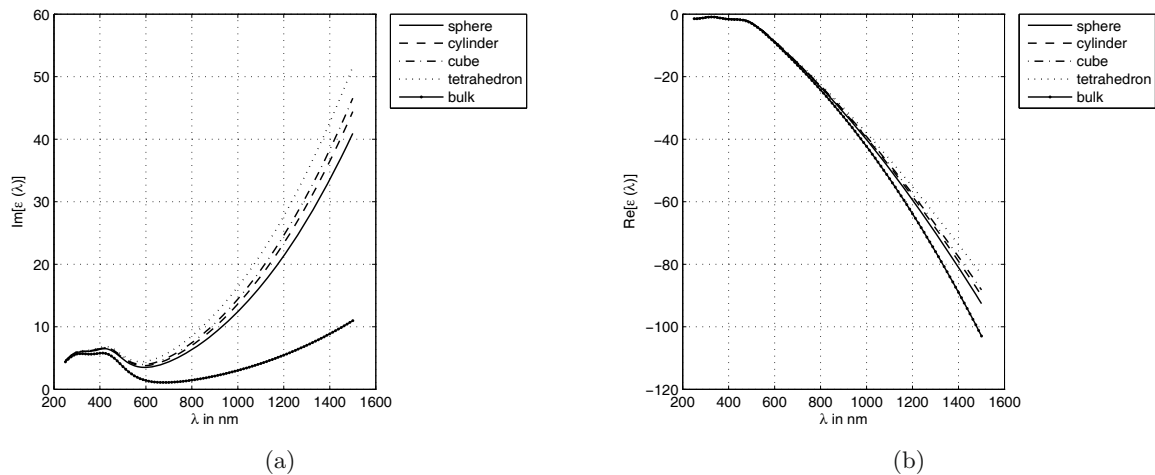 60
50
40
30
20
10
0
200 400 600 800 1000 1200 1400 1600
Im[ε (λ)]
λ in nm
sphere
cylinder
cube
tetrahedron
bulk
(a)
0
−20
−40
−60
−80
−100
−120
200 400 600 800 1000 1200 1400 1600
Re[ε (λ)]
λ in nm
sphere
cylinder
cube
tetrahedron
bulk
(b)